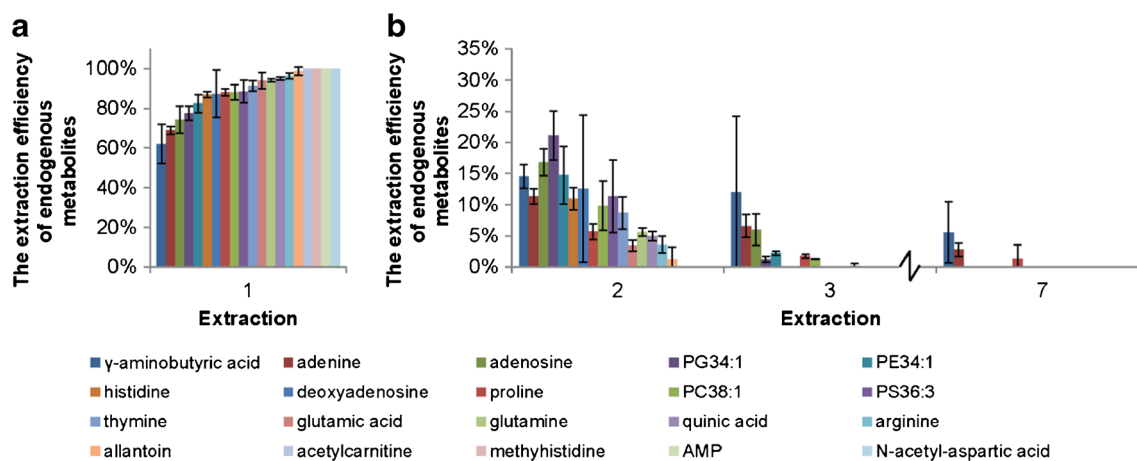 a
b
The extraction efficiency
of endogenous
metabolites
100%
80%
60%
40%
20%
0%
1
Extraction
The extraction efficiency
of endogenous
metabolites
35%
30%
25%
20%
15%
10%
5%
0%
2
3
7
Extraction
γ-aminobutyric acid
adenine
adenosine
PG34:1
PE34:1
histidine
deoxyadenosine
proline
PC38:1
PS36:3
thymine
glutamic acid
glutamine
quinic acid
arginine
allantoin
acetylcarnitine
methyhistidine
AMP
N-acetyl-aspartic acid